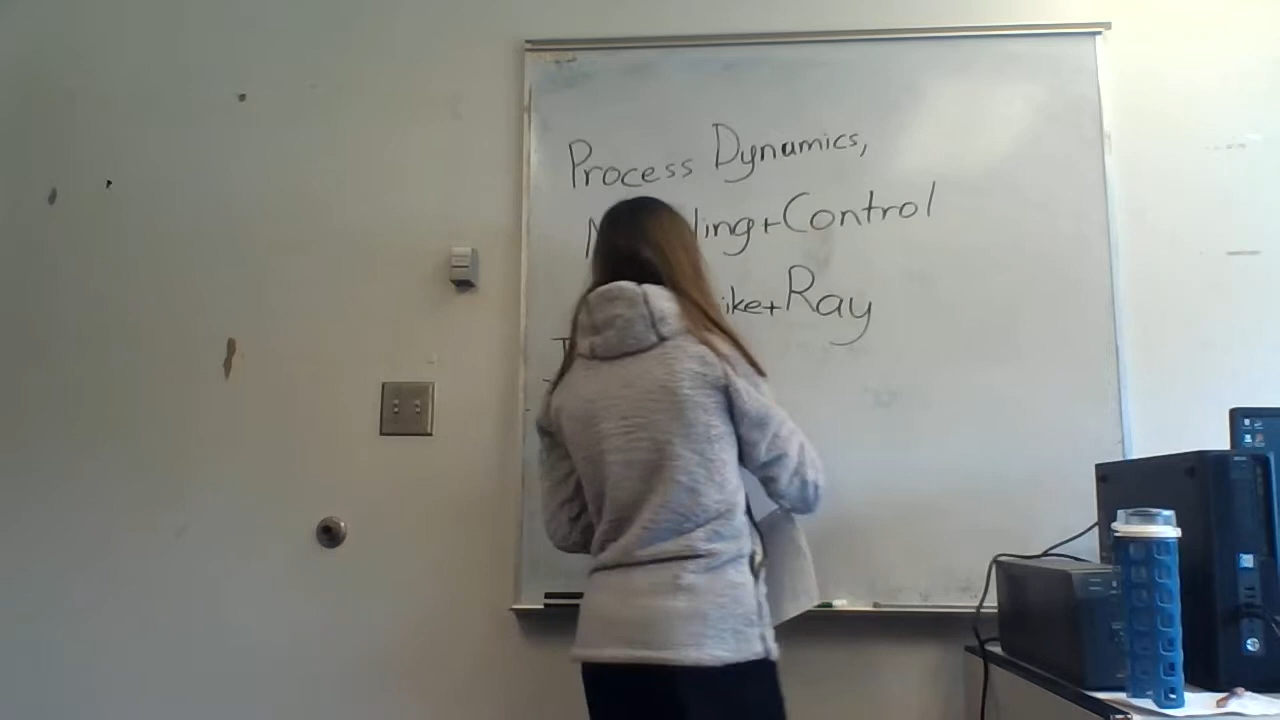 Process Dynamics,
ling + Control
ike + Ray